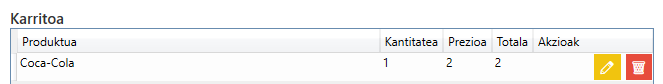 Karritoa
Produktua Kantitatea Prezioa Totala Akzioak
Coca-Cola 1 2 2